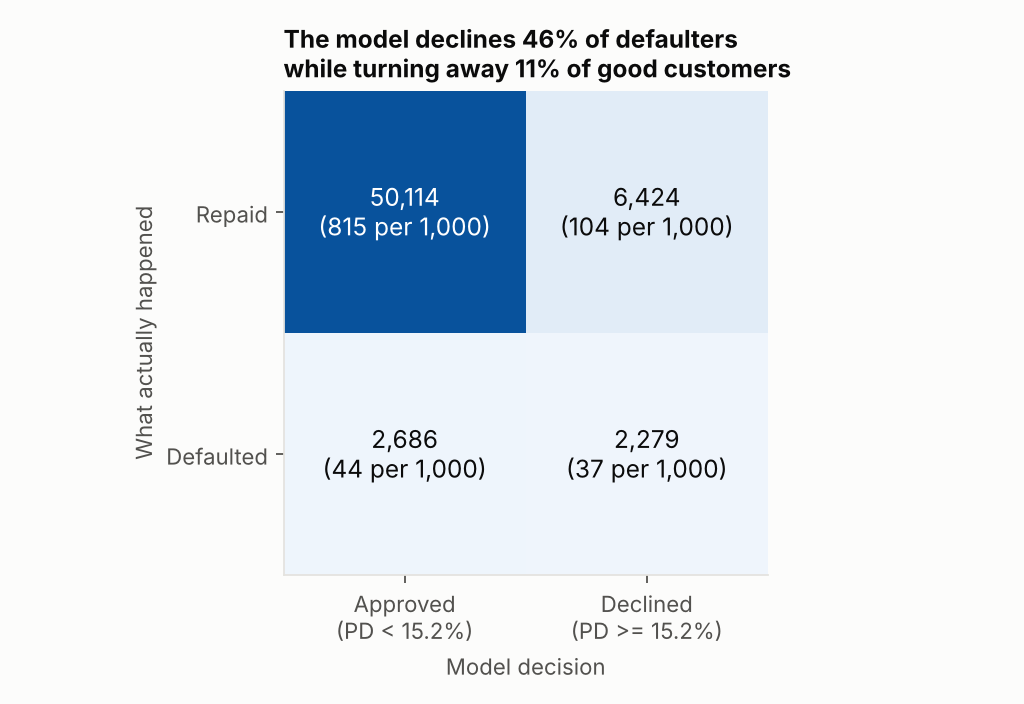 The model declines 46% of defaulters
while turning away 11% of good customers
What actually happened
Repaid
50,114
(815 per 1,000)
6,424
(104 per 1,000)
Defaulted
2,686
(44 per 1,000)
2,279
(37 per 1,000)
Approved
(PD < 15.2%)
Declined
(PD >= 15.2%)
Model decision